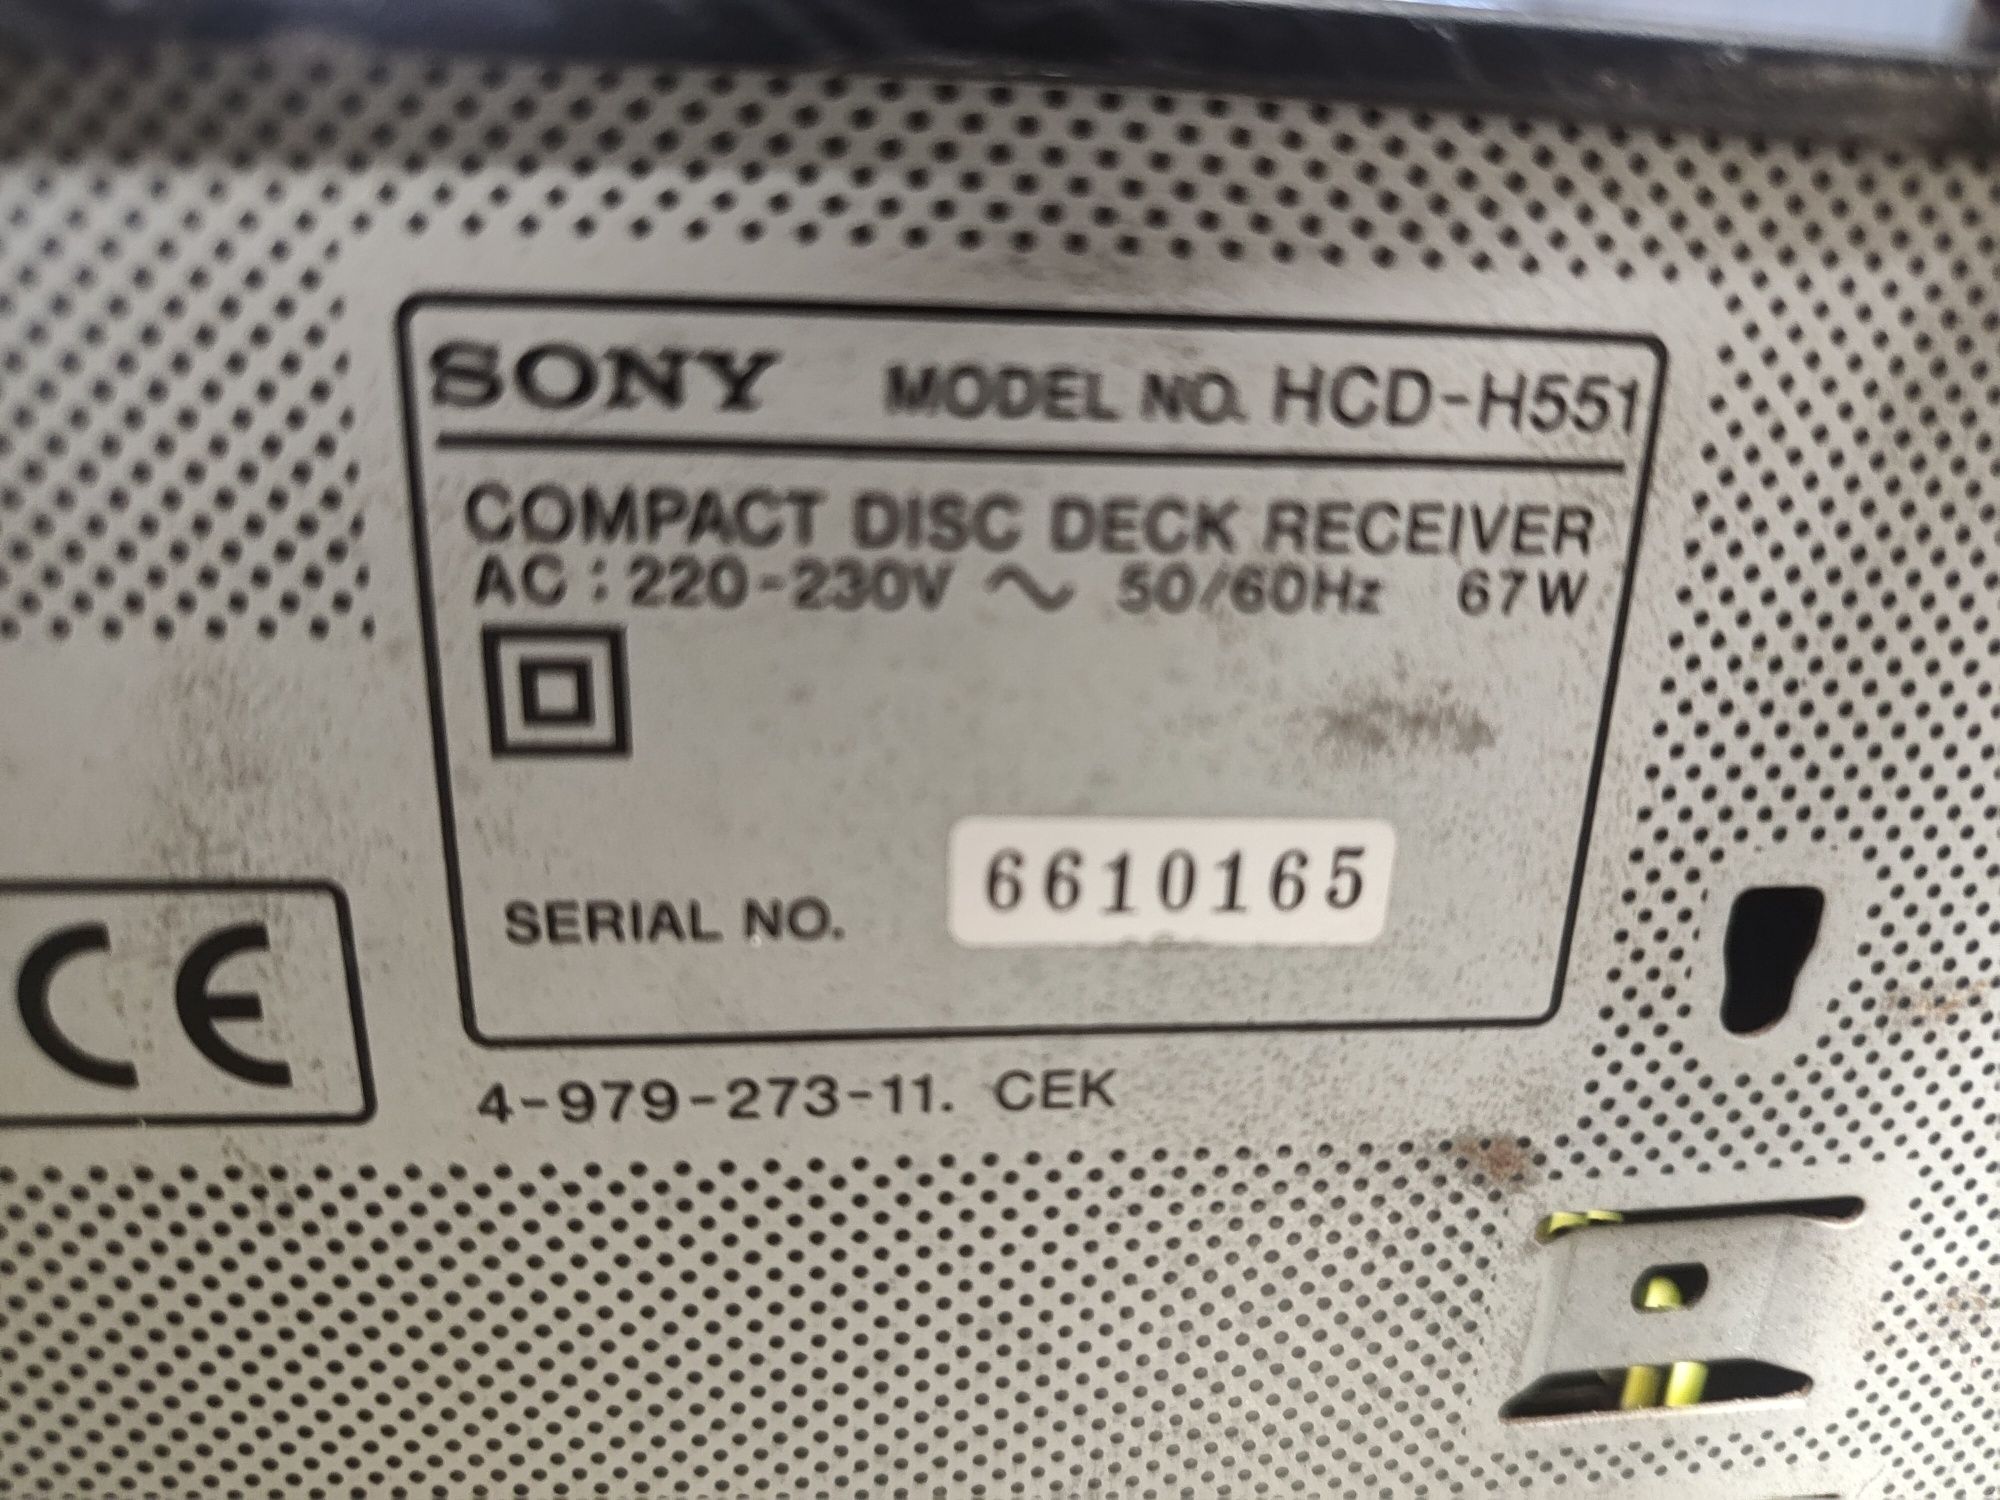 SONY MODEL NO. HCD-H551
COMPACT DISC DECK RECEIVER
AC : 220-230V ~ 50/60Hz 67W
SERIAL NO. 6610165
CE
4-979-273-11. CEK